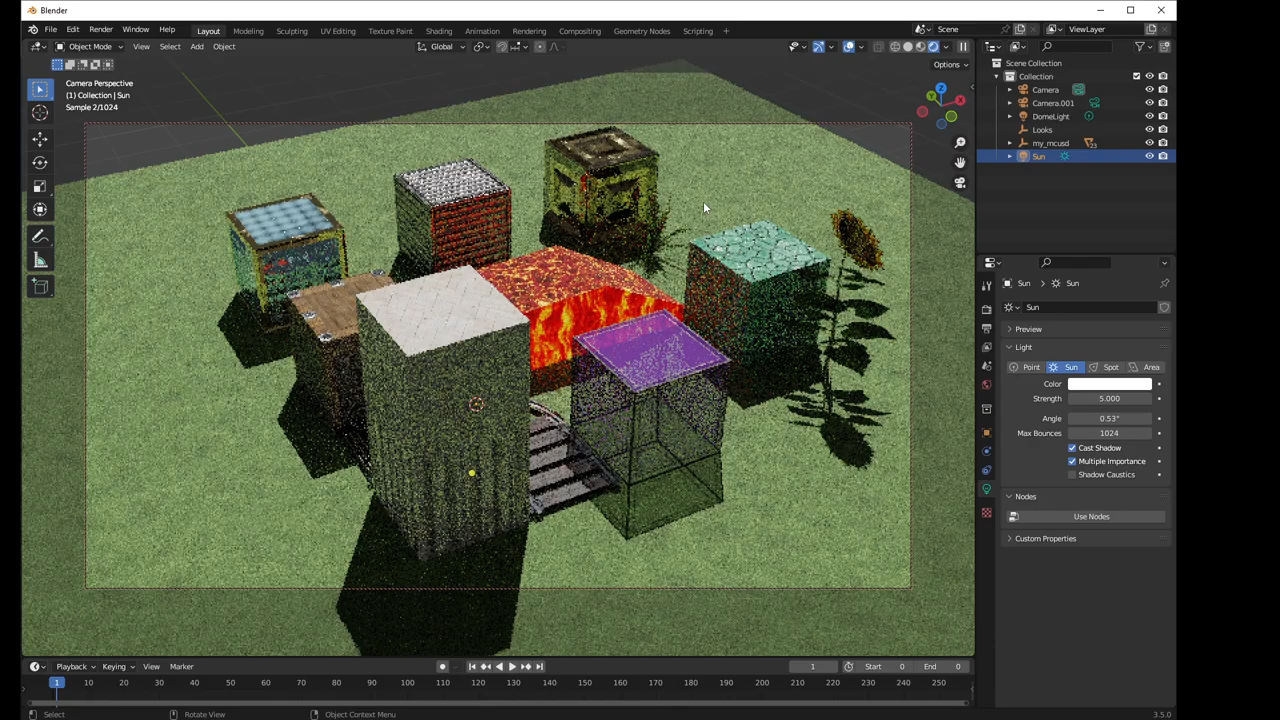 Blender
File Edit Render Window Help Layout Modeling Sculpting UV Editing Texture Paint Shading Animation Rendering Compositing Geometry Nodes Scripting + Scene ViewLayer
Object Mode View Select Add Object Global
Options
Camera Perspective
(1) Collection | Sun
Sample 2/1024
Z
X
Y
Scene Collection
Collection
Camera
Camera.001
DomeLight
Looks
my_mcusd 23
Sun
Sun Sun
Sun
Preview
Light
Point Sun Spot Area
Color
Strength 5.000
Angle 0.53°
Max Bounces 1024
Cast Shadow
Multiple Importance
Shadow Caustics
Nodes
Use Nodes
Custom Properties
Playback Keying View Marker 1 Start 0 End 0
1 10 20 30 40 50 60 70 80 90 100 110 120 130 140 150 160 170 180 190 200 210 220 230 240 250
Select Rotate View Object Context Menu 3.5.0